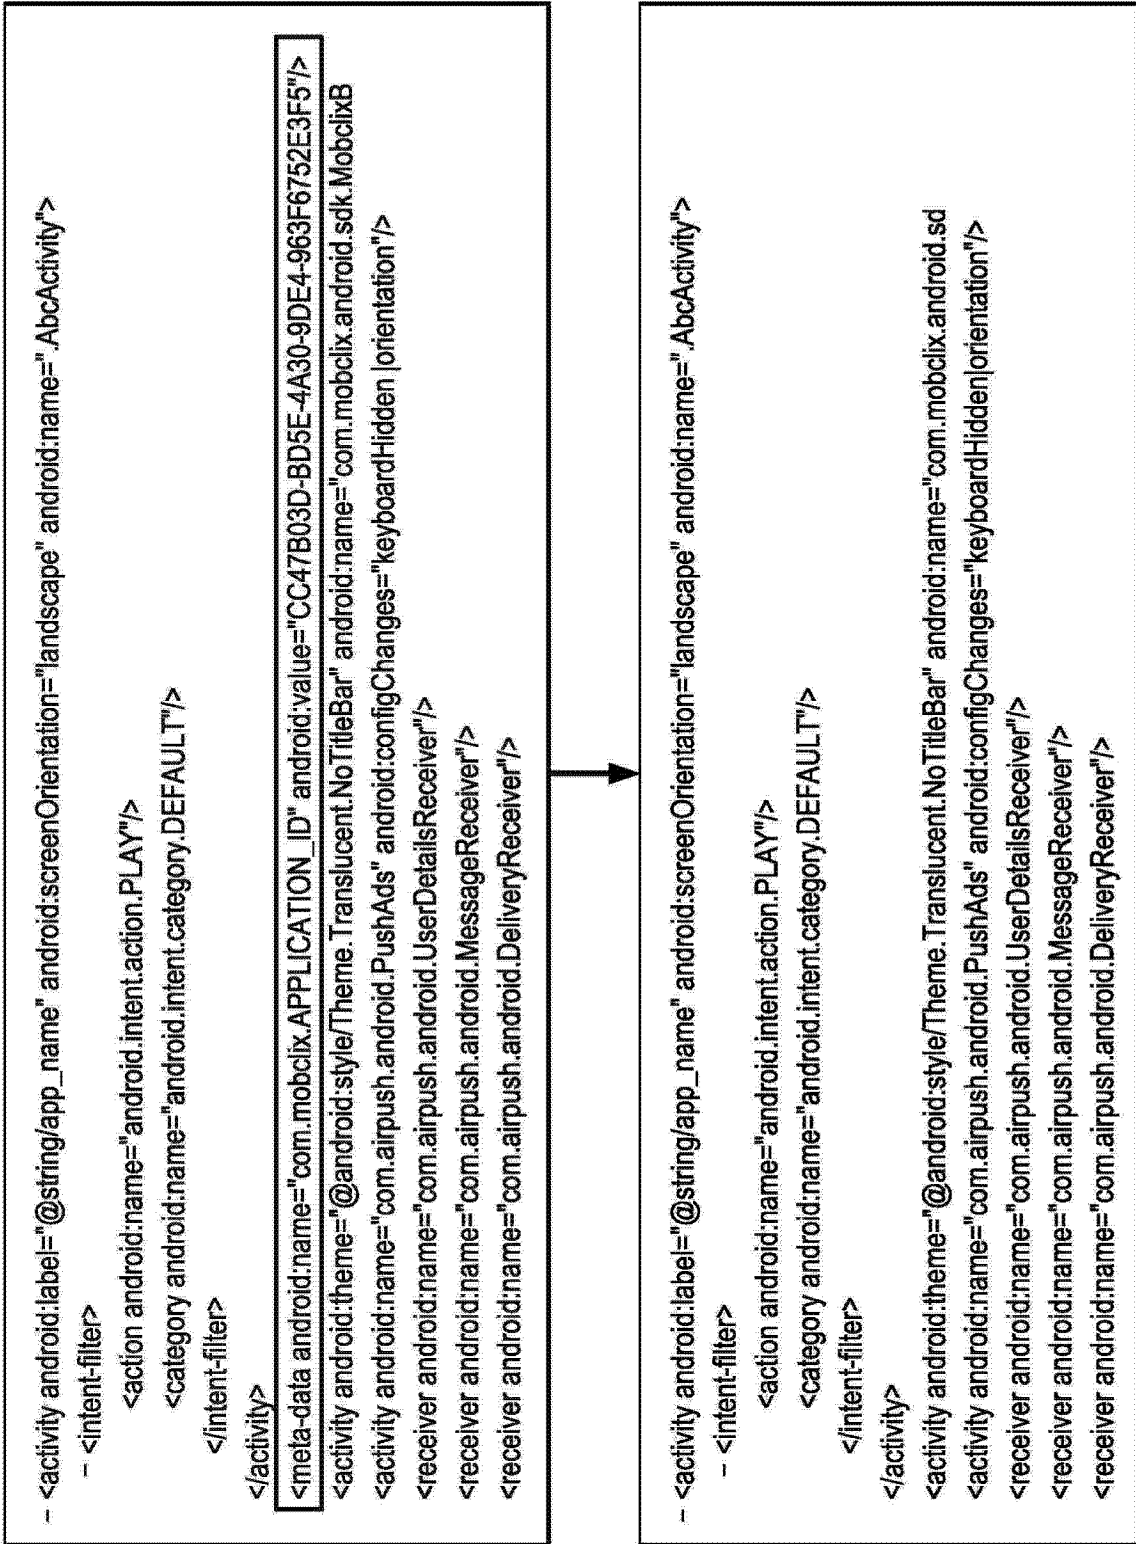 – <activity android:label="@string/app_name" android:screenOrientation="landscape" android:name=".AbcActivity">
– <intent-filter>
<action android:name="android.intent.action.PLAY"/>
<category android:name="android.intent.category.DEFAULT"/>
</intent-filter>
</activity>
<meta-data android:name="com.mobclix.APPLICATION_ID" android:value="CC47B03D-BD5E-4A30-9DE4-963F6752E3F5"/>
<activity android:theme="@android:style/Theme.Translucent.NoTitleBar" android:name="com.mobclix.android.sdk.MobclixB
<activity android:name="com.airpush.android.PushAds" android:configChanges="keyboardHidden |orientation"/>
<receiver android:name="com.airpush.android.UserDetailsReceiver"/>
<receiver android:name="com.airpush.android.MessageReceiver"/>
<receiver android:name="com.airpush.android.DeliveryReceiver"/>
– <activity android:label="@string/app_name" android:screenOrientation="landscape" android:name=".AbcActivity">
– <intent-filter>
<action android:name="android.intent.action.PLAY"/>
<category android:name="android.intent.category.DEFAULT"/>
</intent-filter>
</activity>
<activity android:theme="@android:style/Theme.Translucent.NoTitleBar" android:name="com.mobclix.android.sd
<activity android:name="com.airpush.android.PushAds" android:configChanges="keyboardHidden|orientation"/>
<receiver android:name="com.airpush.android.UserDetailsReceiver"/>
<receiver android:name="com.airpush.android.MessageReceiver"/>
<receiver android:name="com.airpush.android.DeliveryReceiver"/>